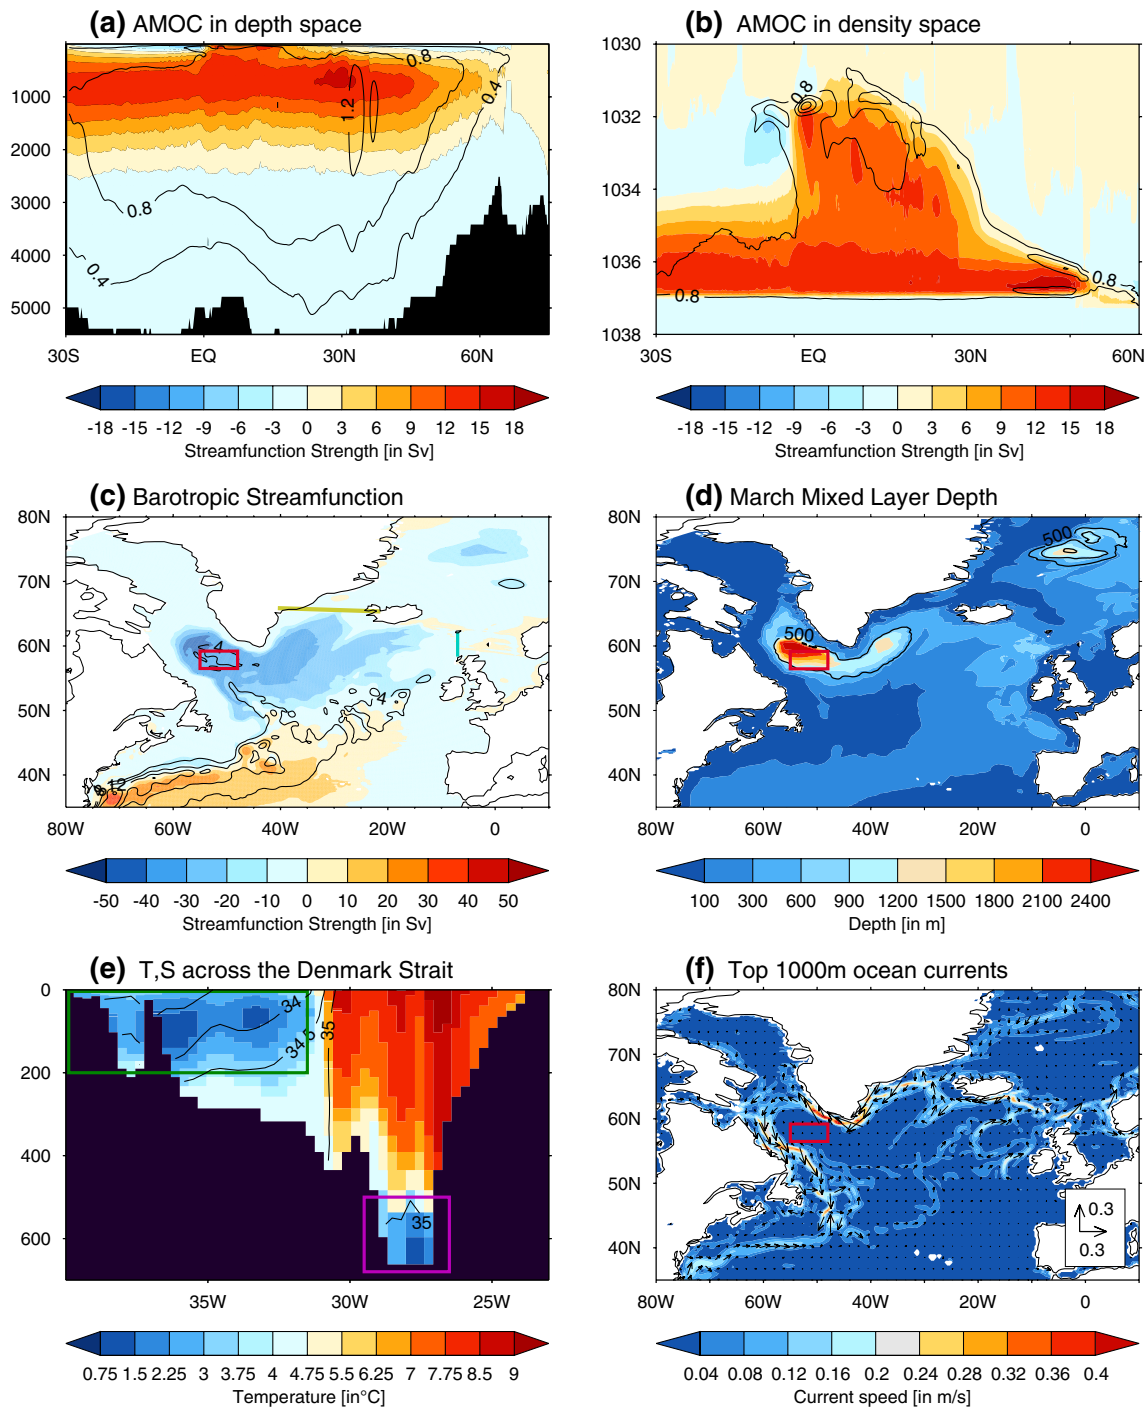 (a) AMOC in depth space
(b) AMOC in density space
1000
2000
3000
4000
5000
0.8
0.4
1.2
0.8
0.4
30S EQ 30N 60N
-18 -15 -12 -9 -6 -3 0 3 6 9 12 15 18
Streamfunction Strength [in Sv]
1030
1032
1034
1036
1038
0.8
0.8
0.8
30S EQ 30N 60N
-18 -15 -12 -9 -6 -3 0 3 6 9 12 15 18
Streamfunction Strength [in Sv]
(c) Barotropic Streamfunction
(d) March Mixed Layer Depth
80N
70N
60N
50N
40N
4
4
8
12
80W 60W 40W 20W 0
-50 -40 -30 -20 -10 0 10 20 30 40 50
Streamfunction Strength [in Sv]
80N
70N
60N
50N
40N
500
500
80W 60W 40W 20W 0
100 300 600 900 1200 1500 1800 2100 2400
Depth [in m]
(e) T,S across the Denmark Strait
(f) Top 1000m ocean currents
0
200
400
600
34
35
35
35W 30W 25W
0.75 1.5 2.25 3 3.75 4 4.75 5.5 6.25 7 7.75 8.5 9
Temperature [in°C]
80N
70N
60N
50N
40N
0.3
0.3
80W 60W 40W 20W 0
0.04 0.08 0.12 0.16 0.2 0.24 0.28 0.32 0.36 0.4
Current speed [in m/s]